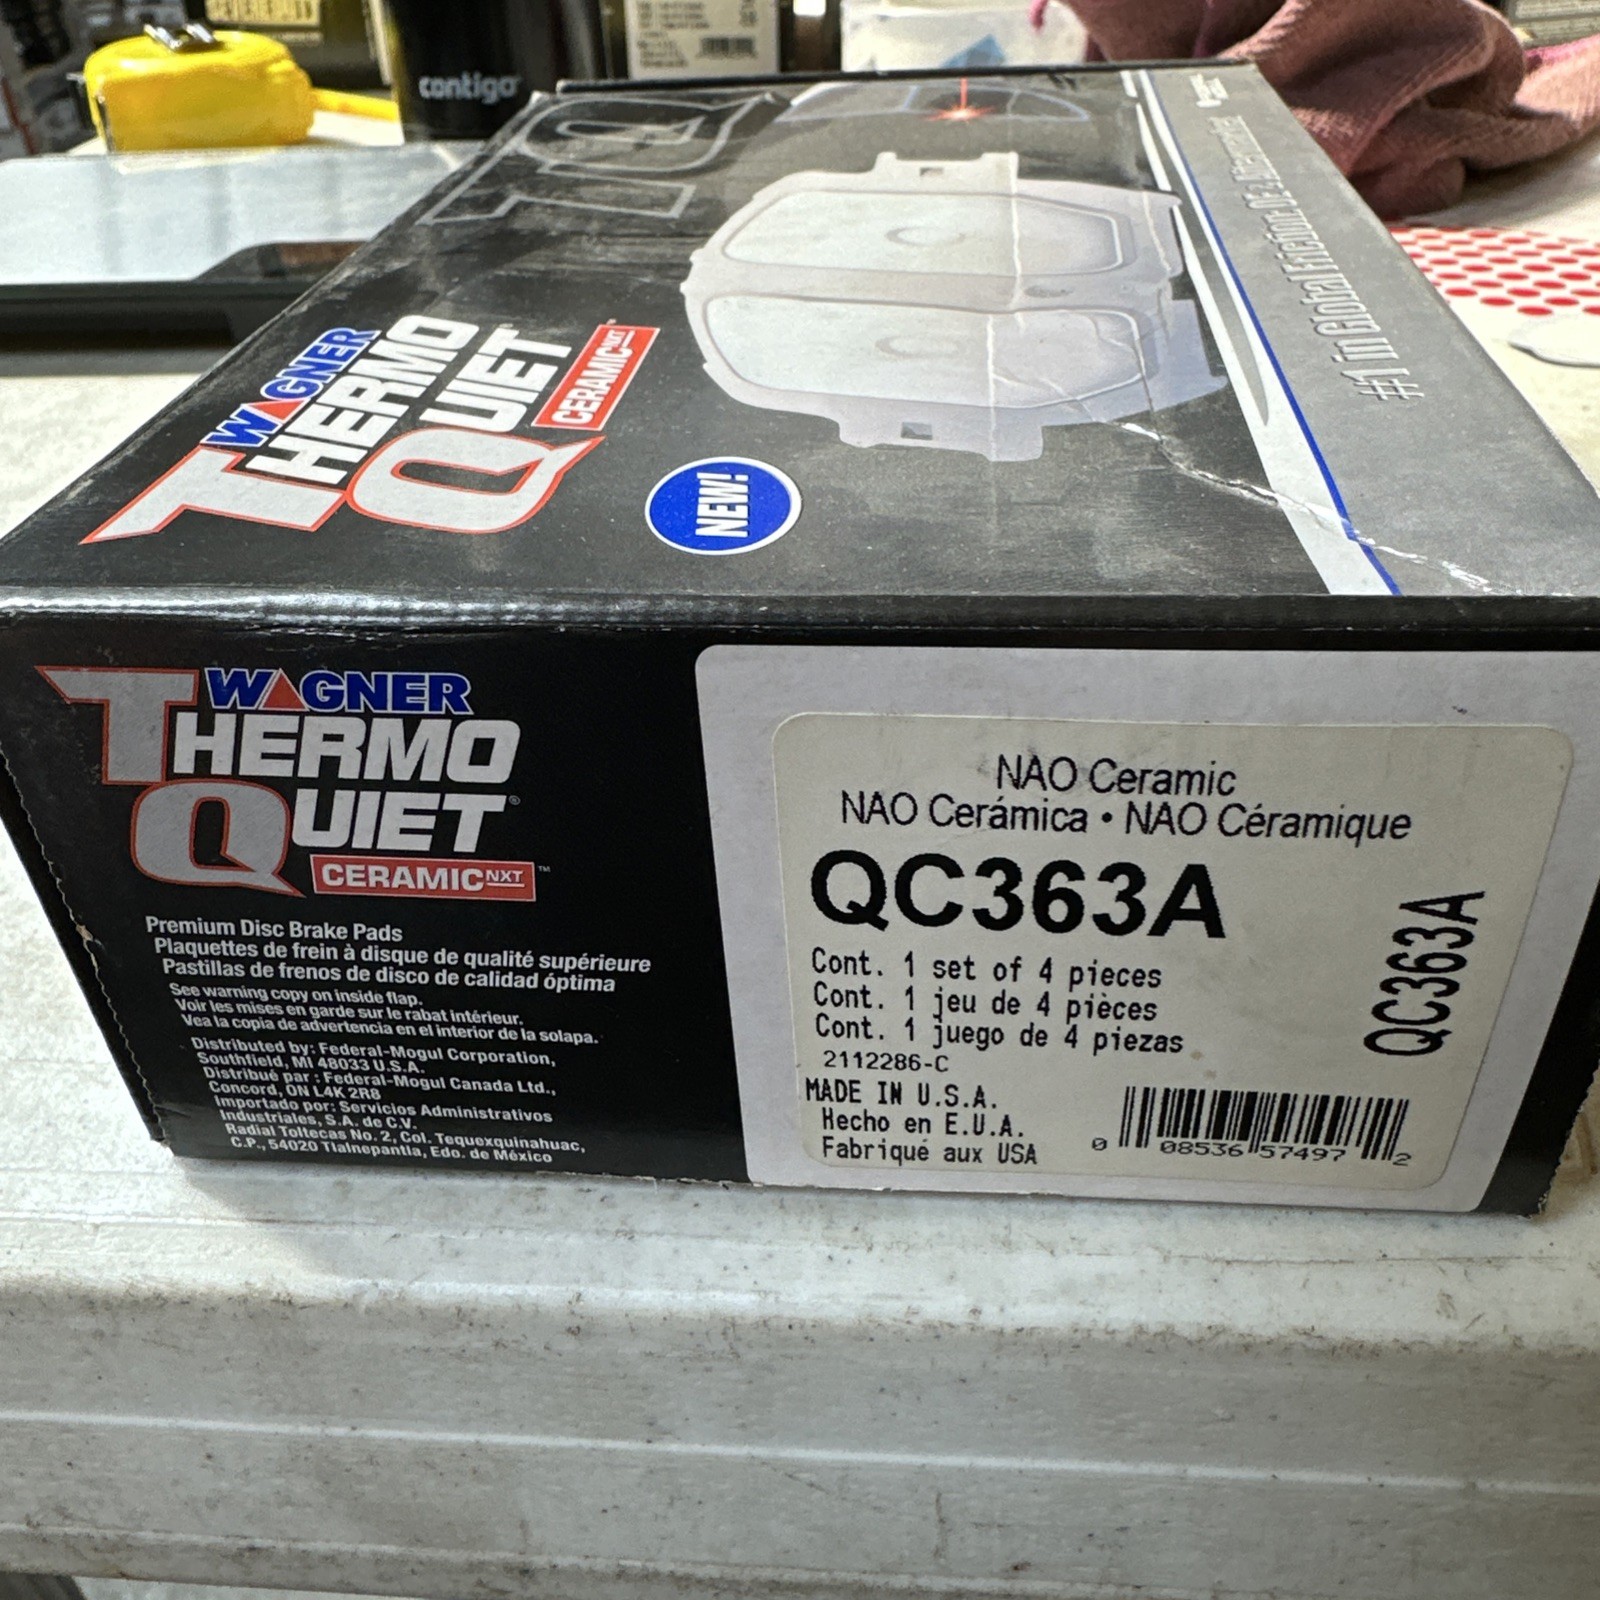 contigo
TQ
#1 in Global Friction. OE & Aftermarket
WAGNER
THERMO
QUIET
CERAMIC NXT
NEW!
WAGNER
THERMO
QUIET®
CERAMIC NXT™
Premium Disc Brake Pads
Plaquettes de frein à disque de qualité supérieure
Pastillas de frenos de disco de calidad óptima
See warning copy on inside flap.
Voir les mises en garde sur le rabat intérieur.
Vea la copia de advertencia en el interior de la solapa.
Distributed by: Federal-Mogul Corporation,
Southfield, MI 48033 U.S.A.
Distribué par : Federal-Mogul Canada Ltd.,
Concord, ON L4K 2R8
Importado por: Servicios Administrativos
Industriales, S.A. de C.V.
Radial Toltecas No. 2, Col. Tequexquinahuac,
C.P., 54020 Tlalnepantla, Edo. de México
NAO Ceramic
NAO Cerámica • NAO Céramique
QC363A
Cont. 1 set of 4 pieces
Cont. 1 jeu de 4 pièces
Cont. 1 juego de 4 piezas
2112286-C
MADE IN U.S.A.
Hecho en E.U.A.
Fabriqué aux USA
0 08536 57497 2
QC363A